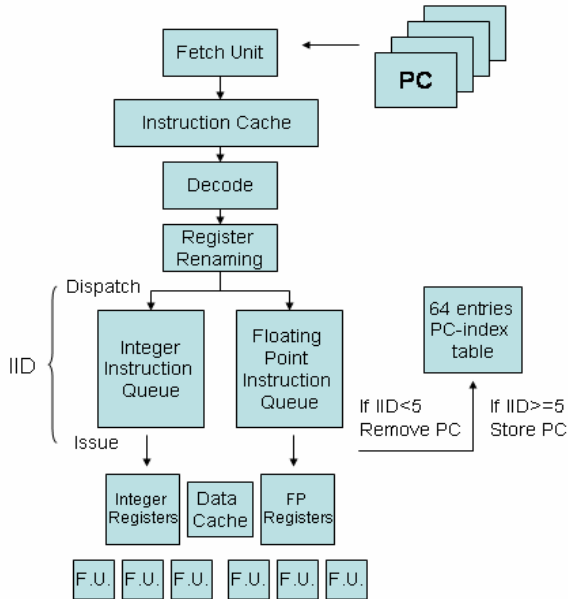 Fetch Unit
PC
Instruction Cache
Decode
Register
Renaming
Dispatch
IID
Integer
Instruction
Queue
Floating
Point
Instruction
Queue
64 entries
PC-index
table
If IID<5
Remove PC
If IID>=5
Store PC
Issue
Integer
Registers
Data
Cache
FP
Registers
F.U.
F.U.
F.U.
F.U.
F.U.
F.U.